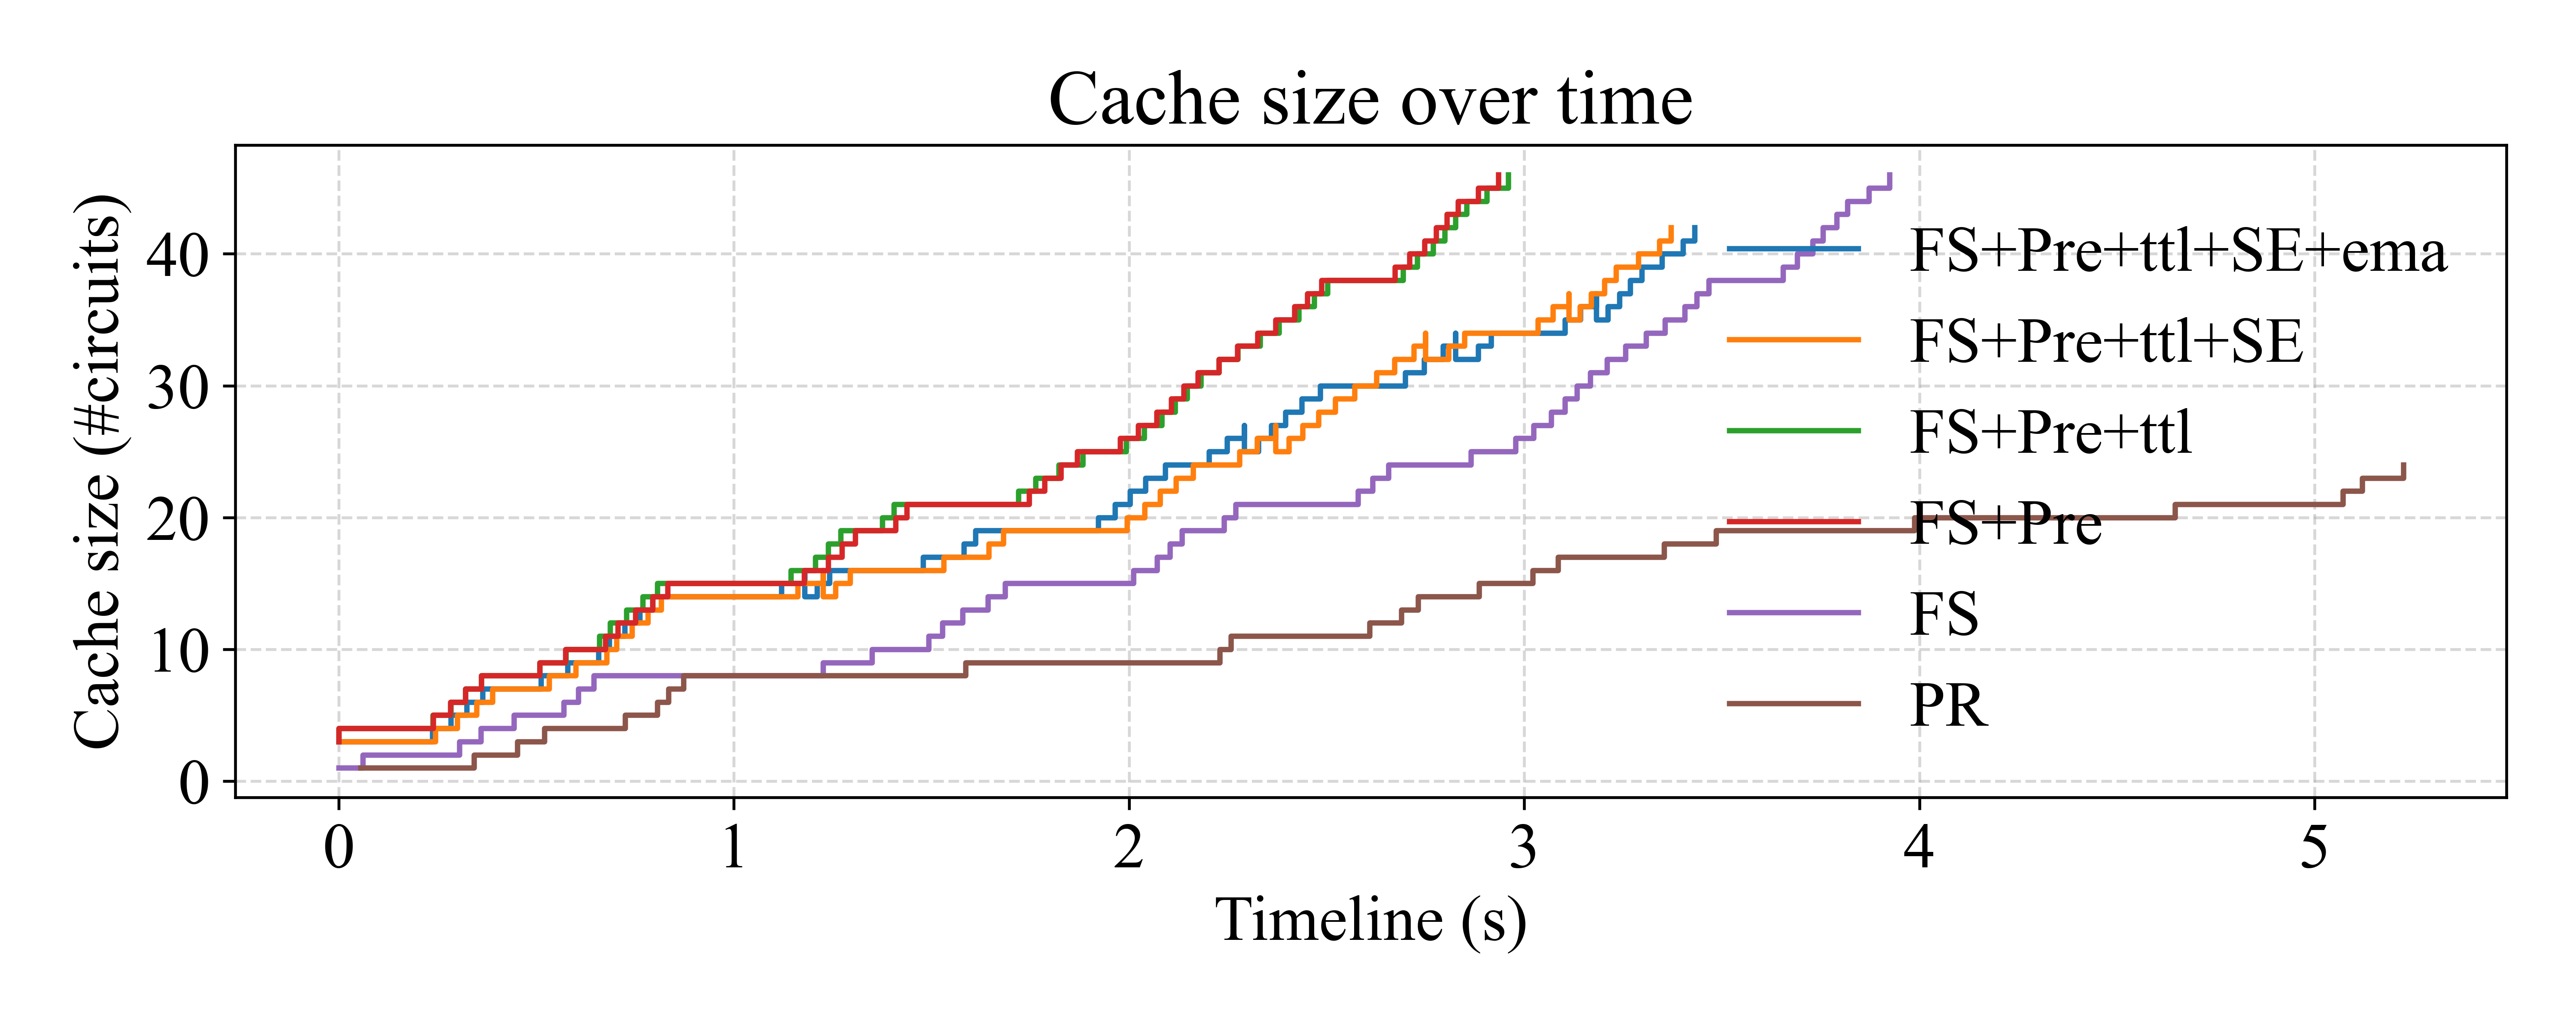 Cache size over time
Cache size (#circuits)
40
30
20
10
0
FS+Pre+ttl+SE+ema
FS+Pre+ttl+SE
FS+Pre+ttl
FS+Pre
FS
PR
0 1 2 3 4 5
Timeline (s)